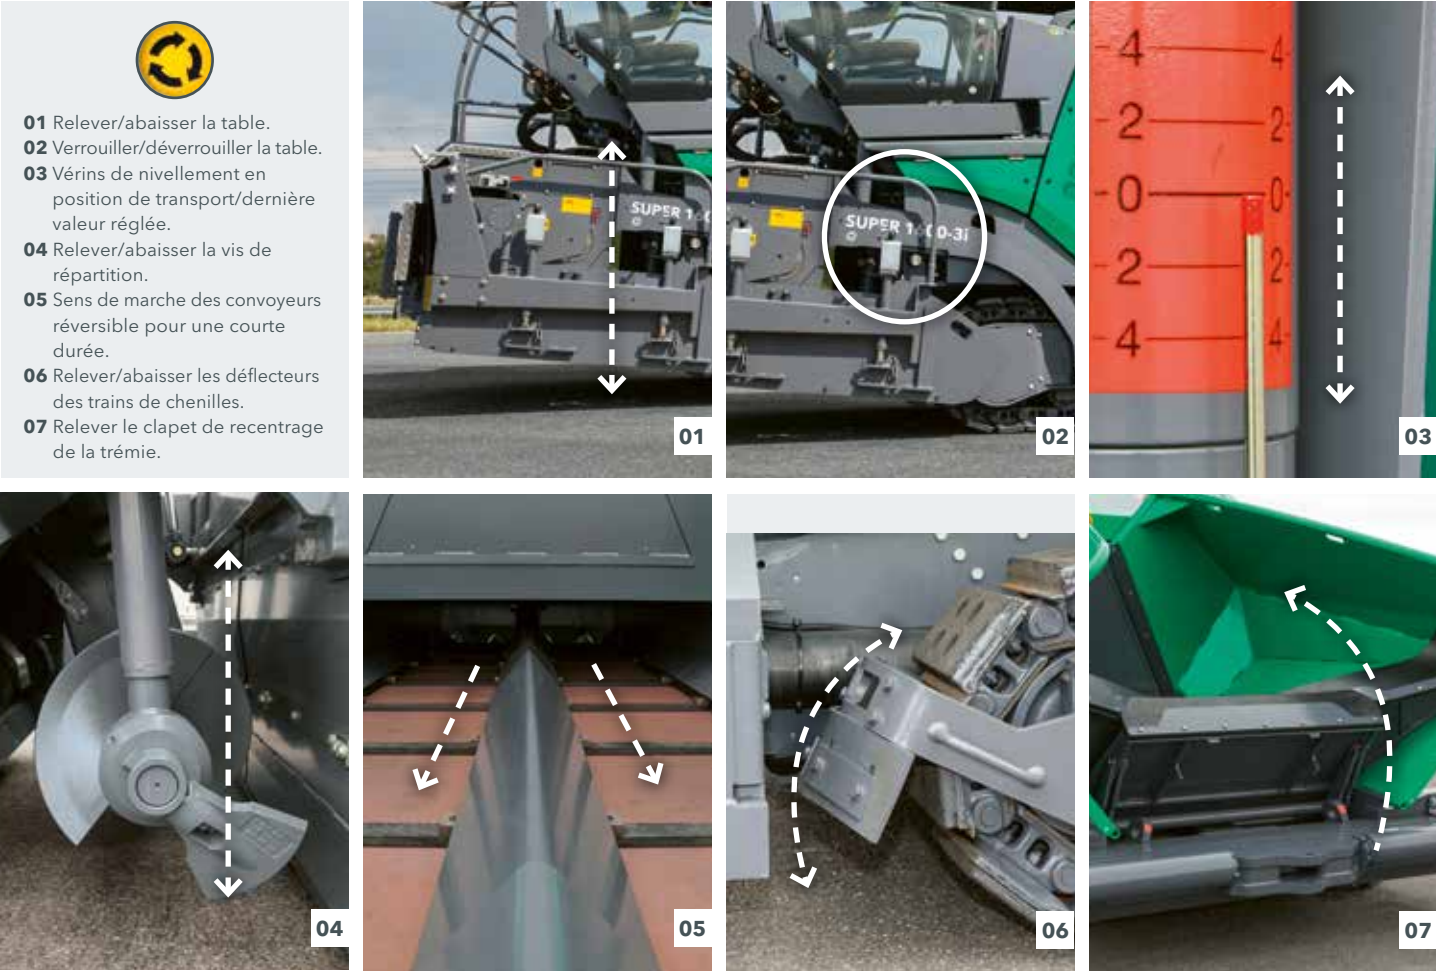 01 Relever/abaisser la table.
02 Verrouiller/déverrouiller la table.
03 Vérins de nivellement en
position de transport/dernière
valeur réglée.
04 Relever/abaisser la vis de
répartition.
05 Sens de marche des convoyeurs
réversible pour une courte
durée.
06 Relever/abaisser les déflecteurs
des trains de chenilles.
07 Relever le clapet de recentrage
de la trémie.
SUPER 160
01
SUPER 1600-3i
02
4 4
2 2
0 0
2 2
4 4
03
04
05
06
07